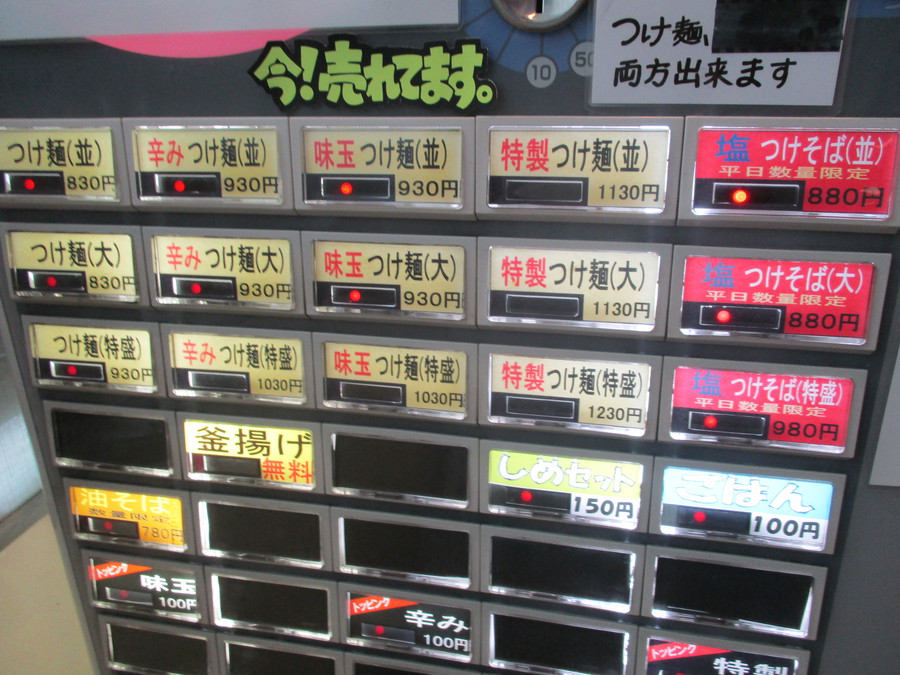 つけ麺、
両方出来ます
今!売れてます。
10
50
つけ麺(並)
830円
辛みつけ麺(並)
930円
味玉つけ麺(並)
930円
特製つけ麺(並)
1130円
塩つけそば(並)
平日数量限定
880円
つけ麺(大)
830円
辛みつけ麺(大)
930円
味玉つけ麺(大)
930円
特製つけ麺(大)
1130円
塩つけそば(大)
平日数量限定
880円
つけ麺(特盛)
930円
辛みつけ麺(特盛)
1030円
味玉つけ麺(特盛)
1030円
特製つけ麺(特盛)
1230円
塩つけそば(特盛)
平日数量限定
980円
釜揚げ
無料
しめセット
150円
ごはん
100円
油そば
数量限定
780円
トッピング
味玉
100円
トッピング
辛み
100円
トッピング
特製